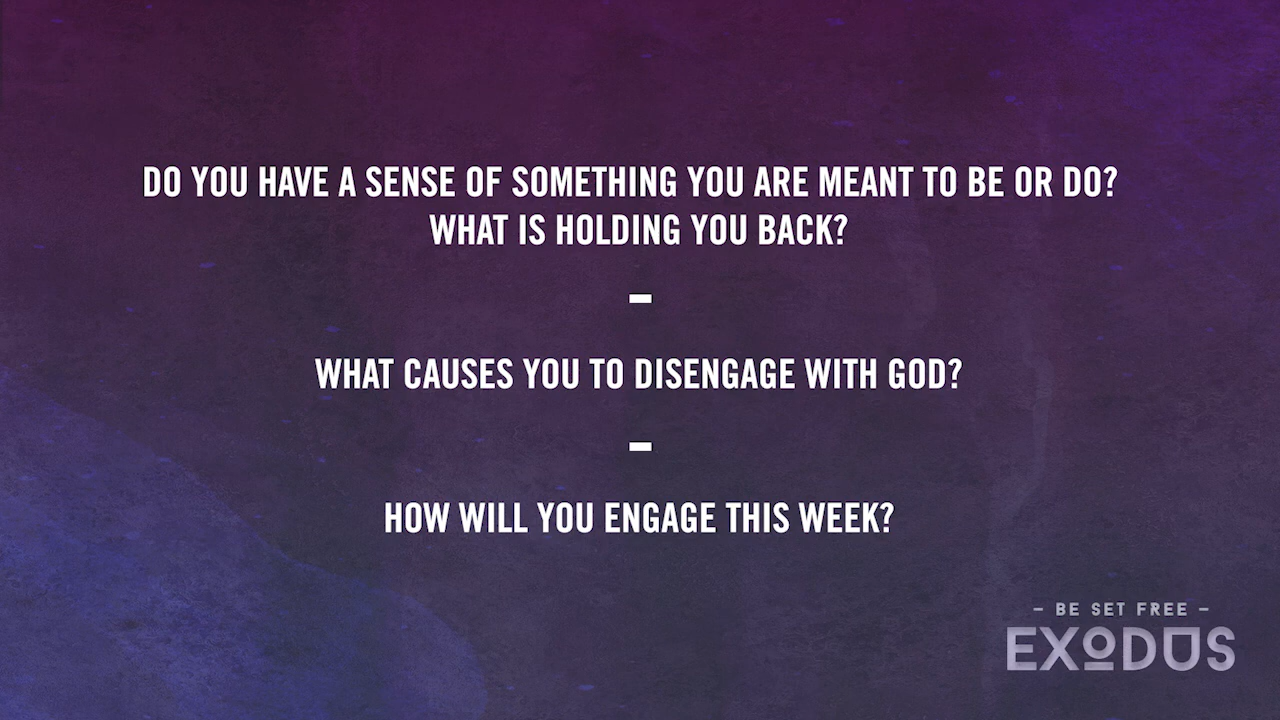 DO YOU HAVE A SENSE OF SOMETHING YOU ARE MEANT TO BE OR DO?
WHAT IS HOLDING YOU BACK?
-
WHAT CAUSES YOU TO DISENGAGE WITH GOD?
-
HOW WILL YOU ENGAGE THIS WEEK?
- BE SET FREE -
EXODUS